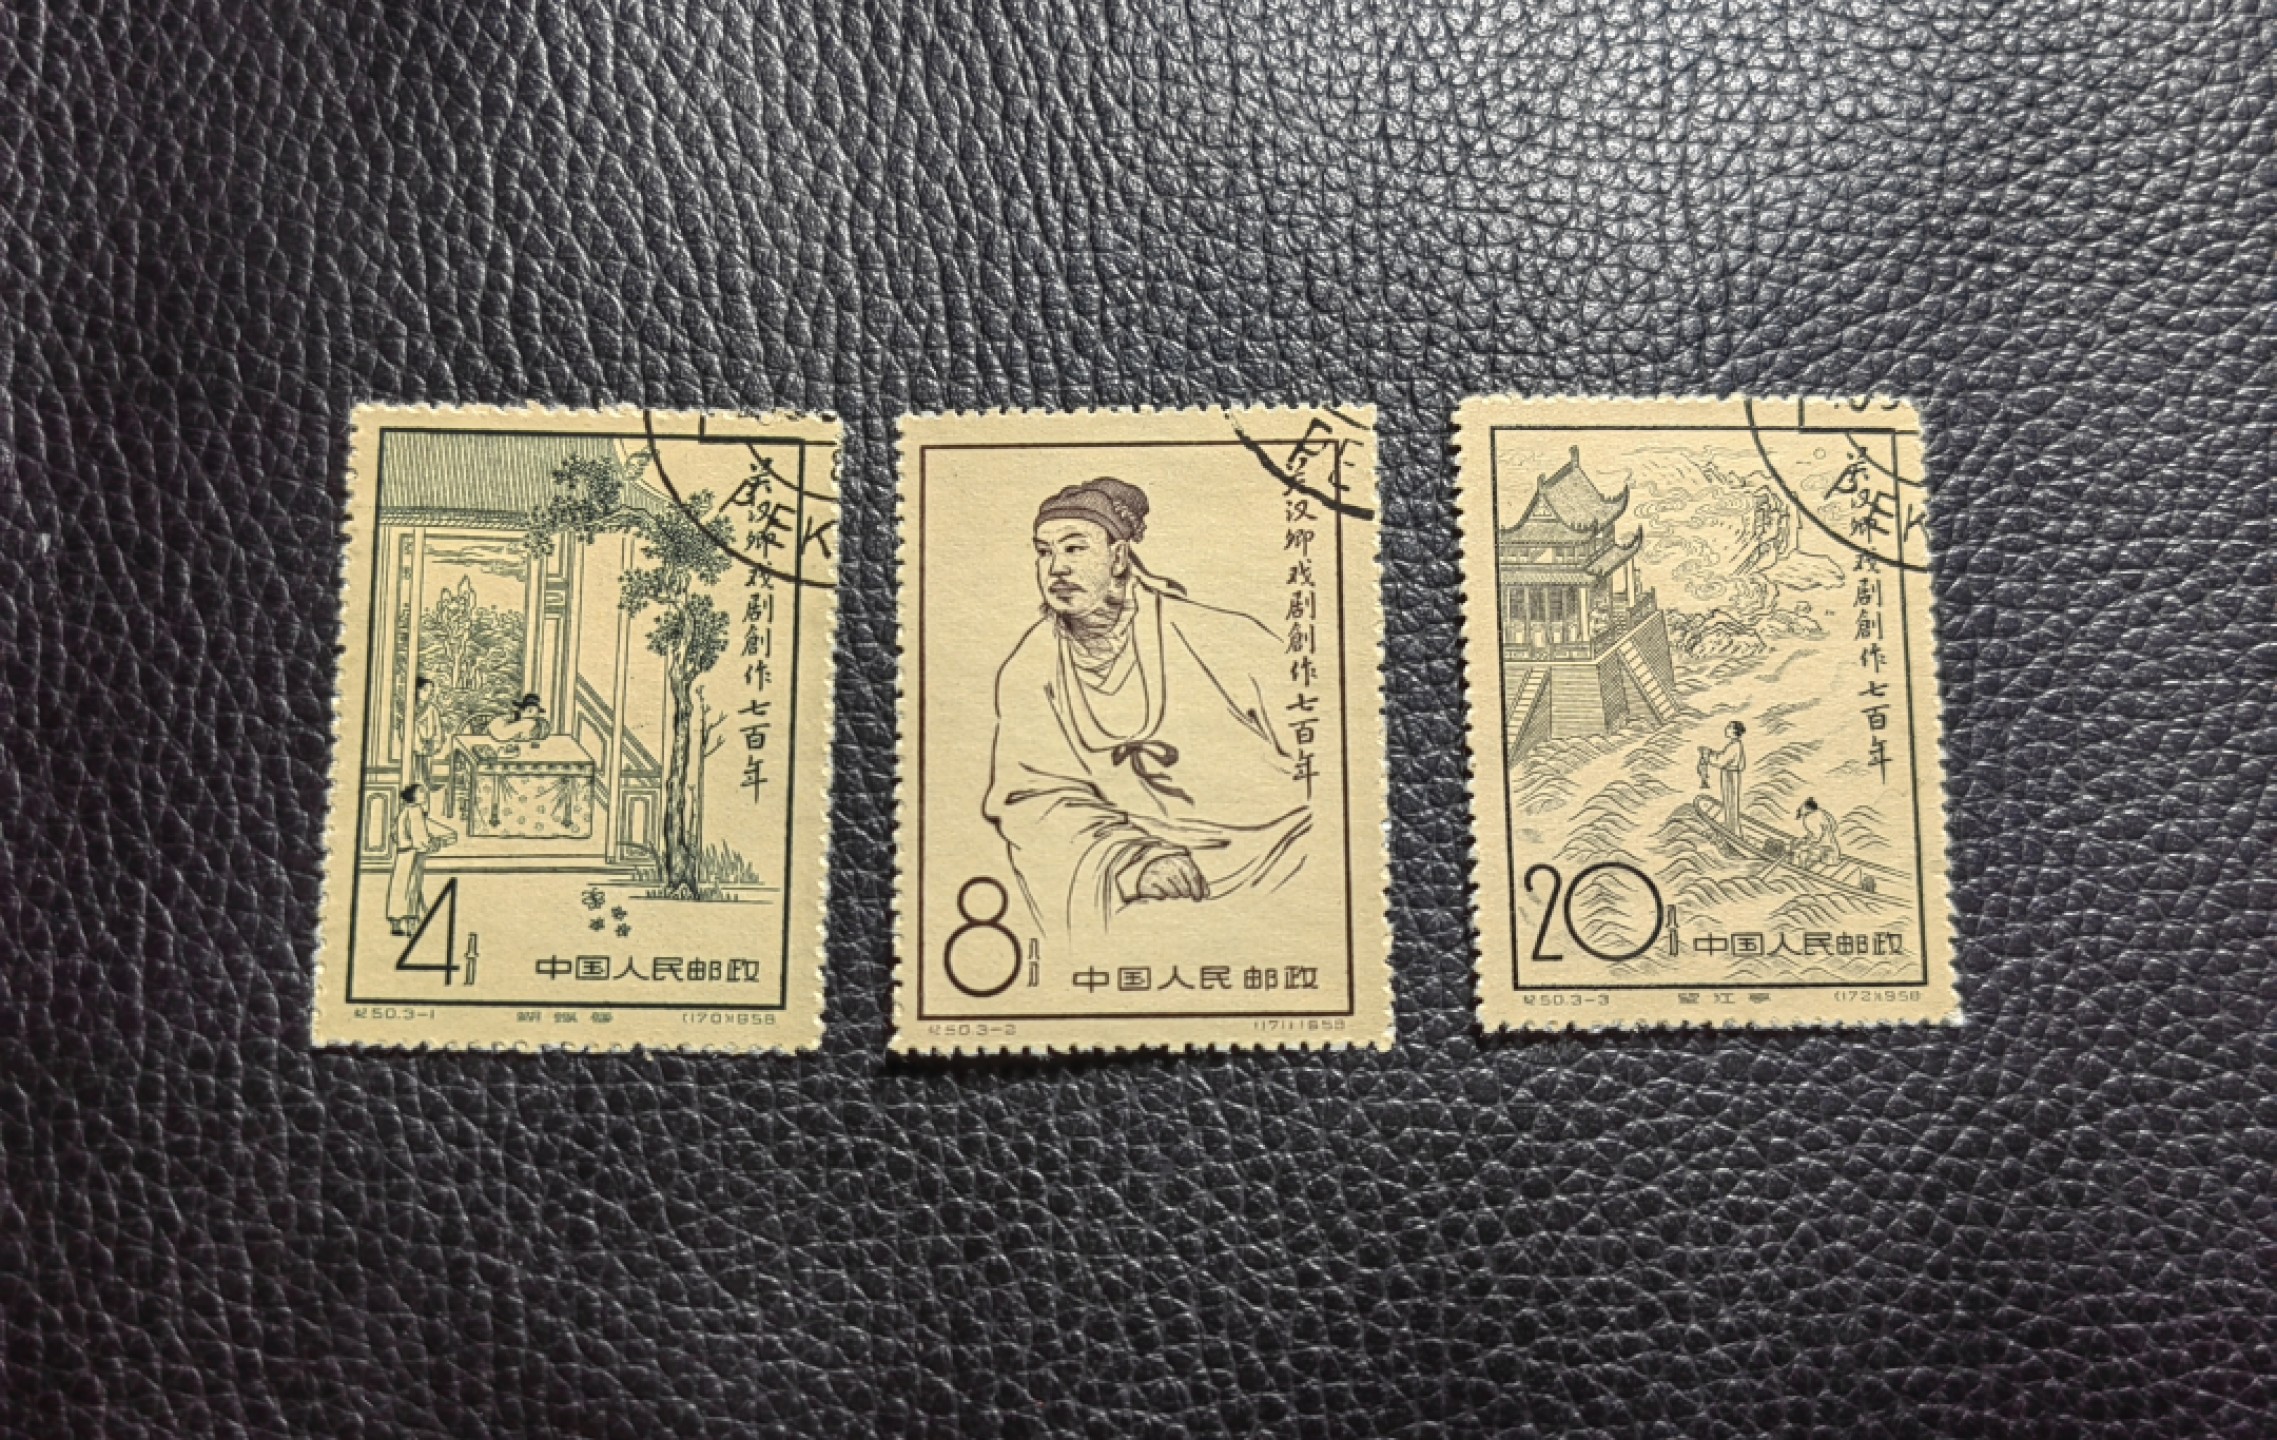 关汉卿戏剧創作七百年
4分
中国人民邮政
纪50.3-1
蝴蝶夢
(170)1958
关汉卿戏剧創作七百年
8分
中国人民邮政
纪50.3-2
(171)1958
关汉卿戏剧創作七百年
20分
中国人民邮政
纪50.3-3
望江亭
(172)1958